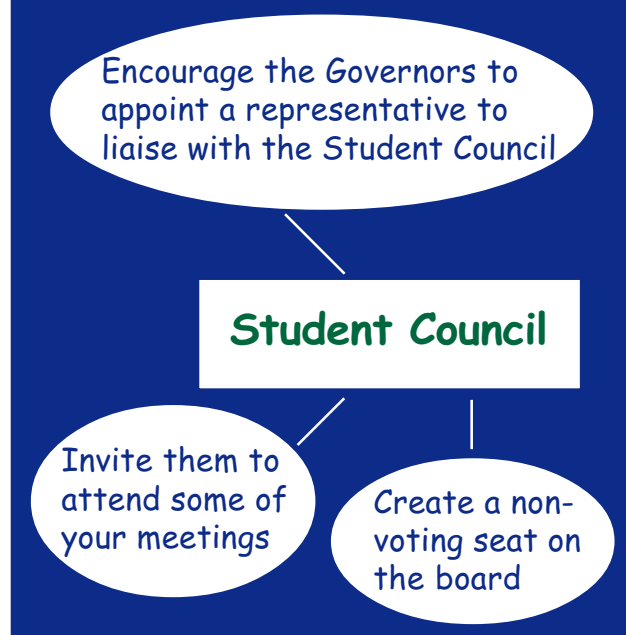 Encourage the Governors to
appoint a representative to
liaise with the Student Council
Student Council
Invite them to
attend some of
your meetings
Create a non-
voting seat on
the board